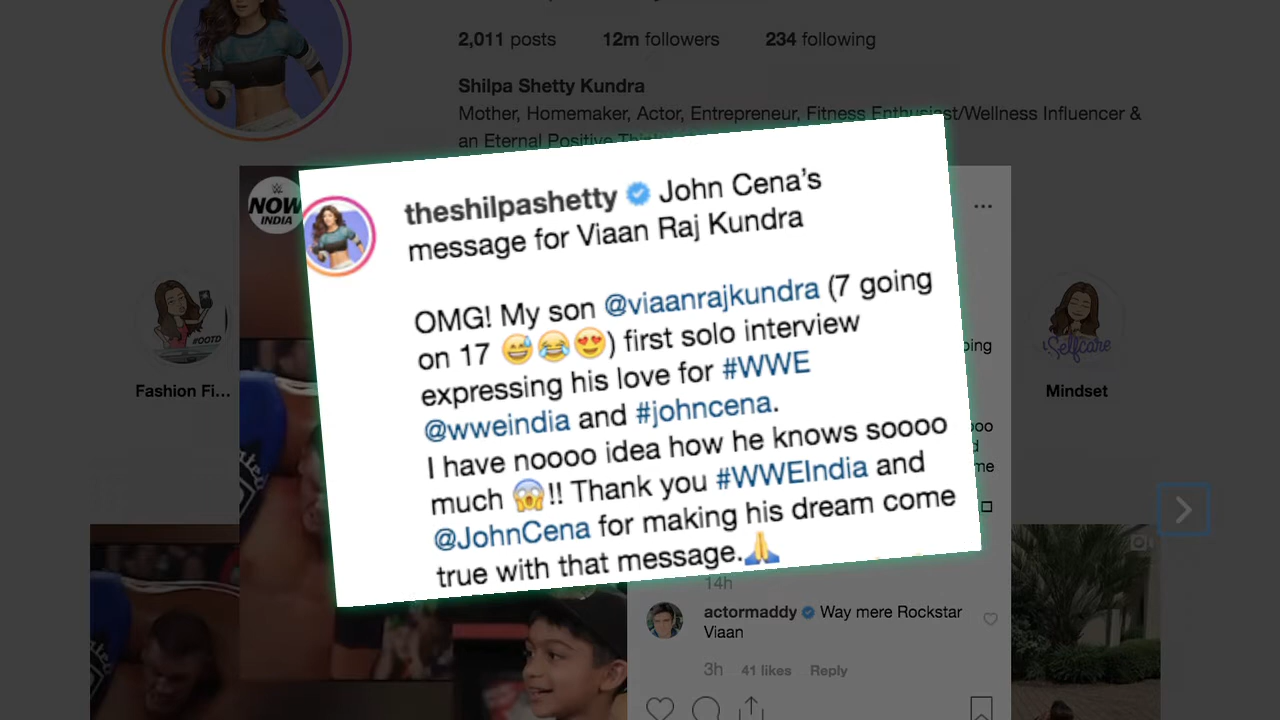 2,011 posts 12m followers 234 following
Shilpa Shetty Kundra
Mother, Homemaker, Actor, Entrepreneur, Fitness Enthusiast/Wellness Influencer &
an Eternal Positive
NOW
INDIA
theshilpashetty John Cena's
message for Viaan Raj Kundra
OMG! My son @viaanrajkundra (7 going
on 17 😅😂😍) first solo interview
expressing his love for #WWE
@wweindia and #johncena.
I have noooo idea how he knows soooo
much 😱!! Thank you #WWEIndia and
@JohnCena for making his dream come
true with that message.🙏
#OOTD
Fashion Fi...
Selfcare
Mindset
14h
actormaddy Way mere Rockstar
Viaan
3h 41 likes Reply